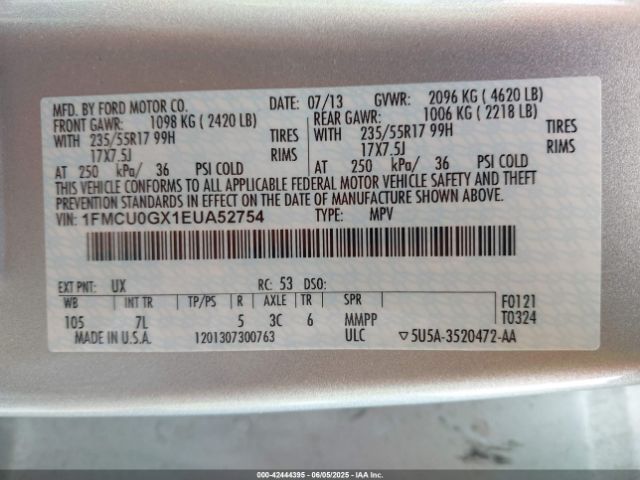 MFD. BY FORD MOTOR CO. DATE: 07/13 GVWR: 2096 KG ( 4620 LB)
FRONT GAWR: 1098 KG ( 2420 LB) REAR GAWR: 1006 KG ( 2218 LB)
WITH 235/55R17 99H TIRES WITH 235/55R17 99H TIRES
17X7.5J RIMS 17X7.5J RIMS
AT 250 kPa/ 36 PSI COLD AT 250 kPa/ 36 PSI COLD
THIS VEHICLE CONFORMS TO ALL APPLICABLE FEDERAL MOTOR VEHICLE SAFETY AND THEFT
PREVENTION STANDARDS IN EFFECT ON THE DATE OF MANUFACTURE SHOWN ABOVE.
VIN: 1FMCU0GX1EUA52754 TYPE: MPV
EXT PNT: UX RC: 53 DSO:
WB INT TR TP/PS R AXLE TR SPR F0121
105 7L 5 3C 6 MMPP T0324
MADE IN U.S.A. 1201307300763 ULC ▽5U5A-3520472-AA
000-42444395 - 06/05/2025 - IAA Inc.